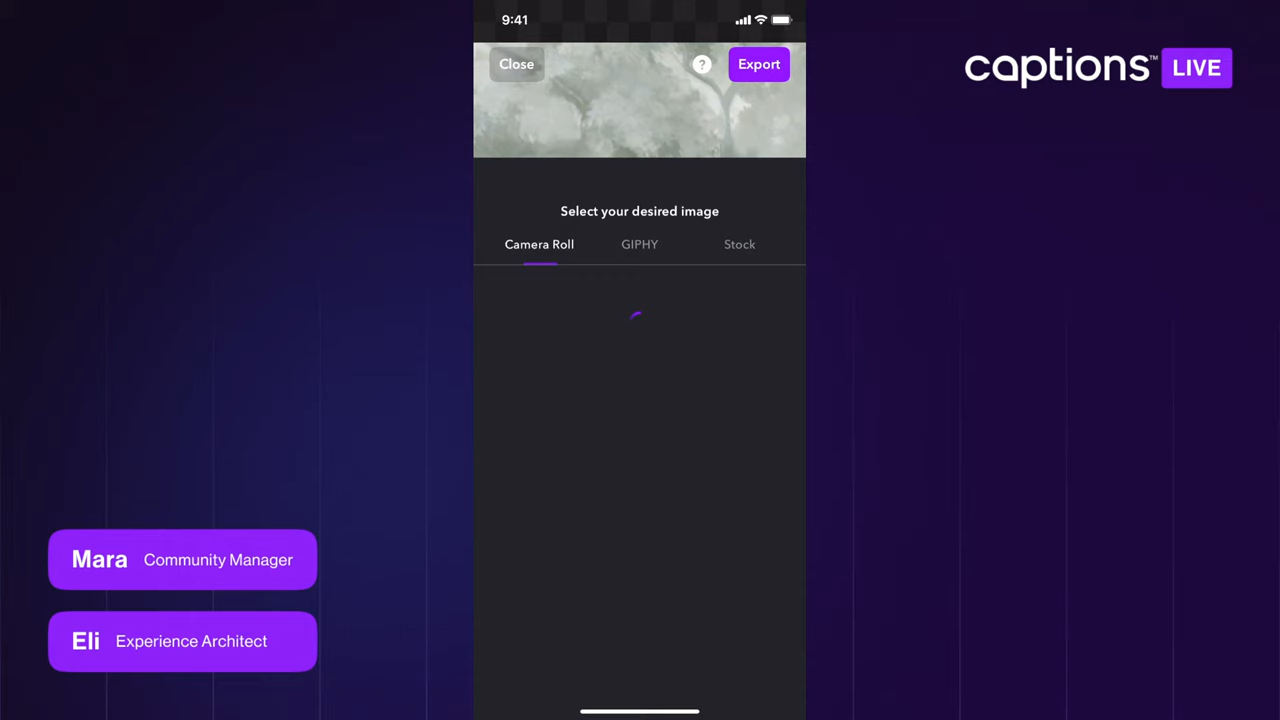 9:41
Close
?
Export
captions™ LIVE
Select your desired image
Camera Roll
GIPHY
Stock
Mara Community Manager
Eli Experience Architect